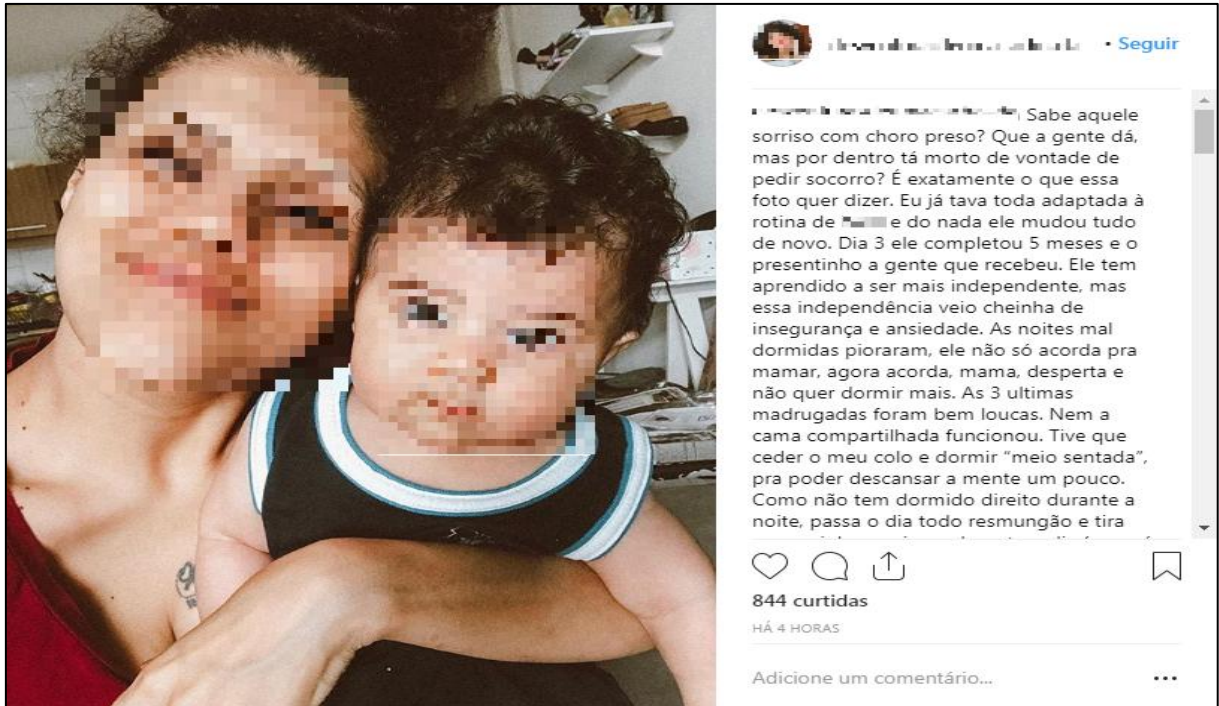 • Seguir
Sabe aquele
sorriso com choro preso? Que a gente dá,
mas por dentro tá morto de vontade de
pedir socorro? É exatamente o que essa
foto quer dizer. Eu já tava toda adaptada à
rotina de e do nada ele mudou tudo
de novo. Dia 3 ele completou 5 meses e o
presentinho a gente que recebeu. Ele tem
aprendido a ser mais independente, mas
essa independência veio cheinha de
insegurança e ansiedade. As noites mal
dormidas pioraram, ele não só acorda pra
mamar, agora acorda, mama, desperta e
não quer dormir mais. As 3 ultimas
madrugadas foram bem loucas. Nem a
cama compartilhada funcionou. Tive que
ceder o meu colo e dormir “meio sentada”,
pra poder descansar a mente um pouco.
Como não tem dormido direito durante a
noite, passa o dia todo resmungão e tira
844 curtidas
HÁ 4 HORAS
Adicione um comentário...